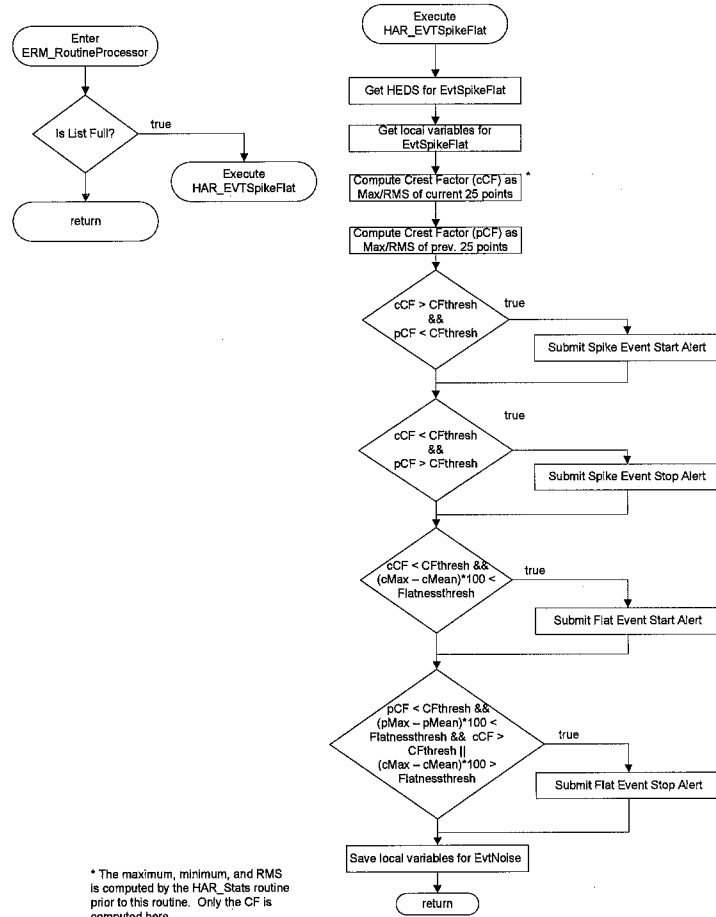 Enter
ERM_RoutineProcessor
Is List Full?
true
Execute
HAR_EVTSpikeFlat
return
Execute
HAR_EVTSpikeFlat
Get HEDS for EvtSpikeFlat
Get local variables for
EvtSpikeFlat
Compute Crest Factor (cCF) as *
Max/RMS of current 25 points
Compute Crest Factor (pCF) as
Max/RMS of prev. 25 points
cCF > CFthresh
&&
pCF < CFthresh
true
Submit Spike Event Start Alert
true
cCF < CFthresh
&&
pCF > CFthresh
Submit Spike Event Stop Alert
cCF < CFthresh &&
(cMax – cMean)*100 <
Flatnessthresh
true
Submit Flat Event Start Alert
pCF < CFthresh &&
(pMax – pMean)*100 <
Flatnessthresh && cCF >
CFthresh ||
(cMax – cMean)*100 >
Flatnessthresh
true
Submit Flat Event Stop Alert
Save local variables for EvtNoise
return
* The maximum, minimum, and RMS
is computed by the HAR_Stats routine
prior to this routine. Only the CF is
computed here